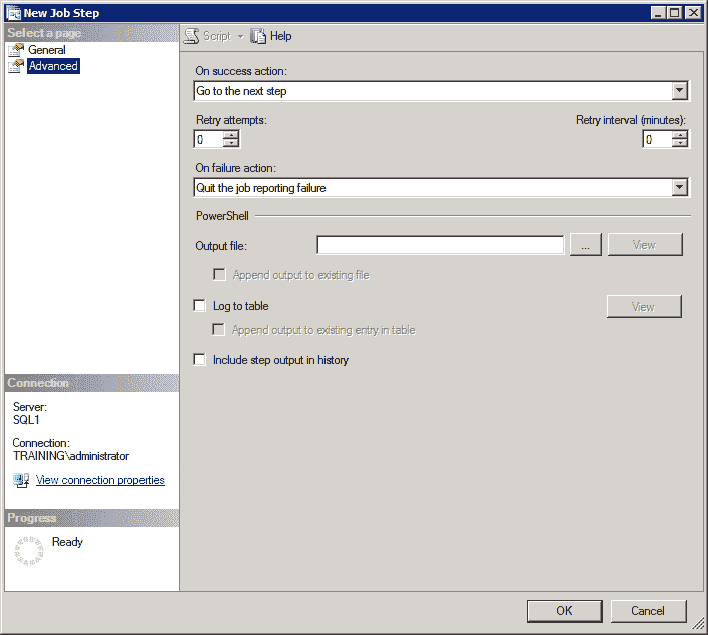 New Job Step
Select a page
General
Advanced
Script
Help
On success action:
Go to the next step
Retry attempts:
Retry interval (minutes):
0
0
On failure action:
Quit the job reporting failure
PowerShell
Output file:
...
View
Append output to existing file
Log to table
View
Append output to existing entry in table
Include step output in history
Connection
Server:
SQL1
Connection:
TRAINING\administrator
View connection properties
Progress
Ready
OK
Cancel